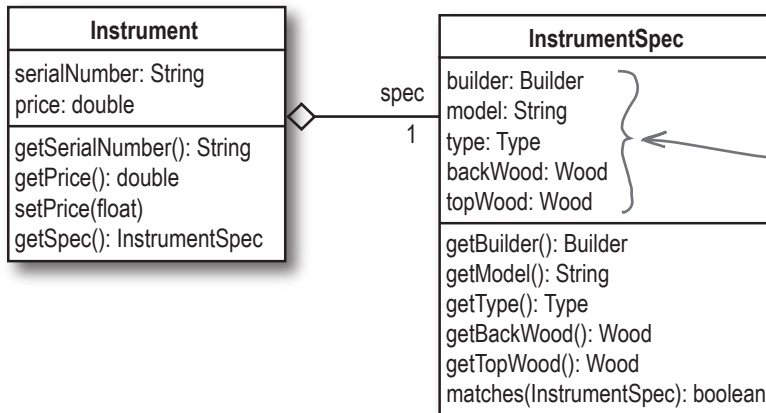 Instrument
serialNumber: String
price: double
getSerialNumber(): String
getPrice(): double
setPrice(float)
getSpec(): InstrumentSpec
spec
1
InstrumentSpec
builder: Builder
model: String
type: Type
backWood: Wood
topWood: Wood
getBuilder(): Builder
getModel(): String
getType(): Type
getBackWood(): Wood
getTopWood(): Wood
matches(InstrumentSpec): boolean